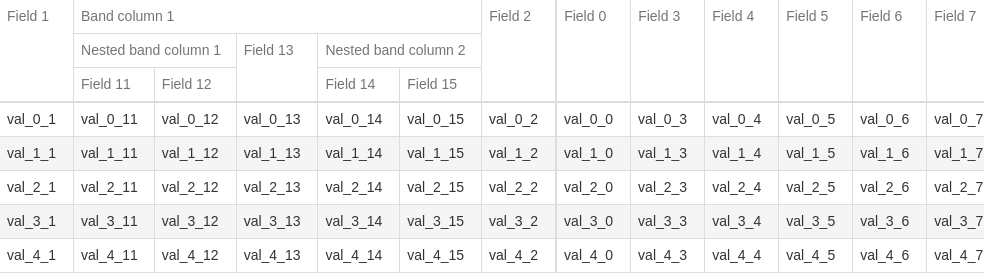 Field 1 Band column 1 Field 2 Field 0 Field 3 Field 4 Field 5 Field 6 Field 7
Nested band column 1 Field 13 Nested band column 2
Field 11 Field 12 Field 14 Field 15
val_0_1 val_0_11 val_0_12 val_0_13 val_0_14 val_0_15 val_0_2 val_0_0 val_0_3 val_0_4 val_0_5 val_0_6 val_0_7
val_1_1 val_1_11 val_1_12 val_1_13 val_1_14 val_1_15 val_1_2 val_1_0 val_1_3 val_1_4 val_1_5 val_1_6 val_1_7
val_2_1 val_2_11 val_2_12 val_2_13 val_2_14 val_2_15 val_2_2 val_2_0 val_2_3 val_2_4 val_2_5 val_2_6 val_2_7
val_3_1 val_3_11 val_3_12 val_3_13 val_3_14 val_3_15 val_3_2 val_3_0 val_3_3 val_3_4 val_3_5 val_3_6 val_3_7
val_4_1 val_4_11 val_4_12 val_4_13 val_4_14 val_4_15 val_4_2 val_4_0 val_4_3 val_4_4 val_4_5 val_4_6 val_4_7